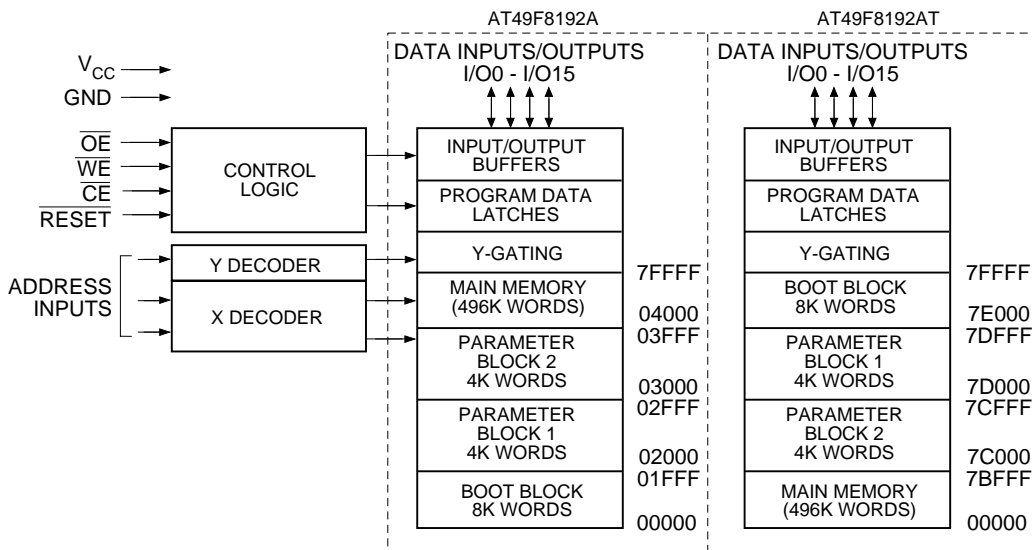 AT49F8192A
AT49F8192AT
DATA INPUTS/OUTPUTS
I/O0 - I/O15
DATA INPUTS/OUTPUTS
I/O0 - I/O15
VCC
GND
OE
WE
CE
RESET
ADDRESS
INPUTS
CONTROL
LOGIC
Y DECODER
X DECODER
INPUT/OUTPUT
BUFFERS
PROGRAM DATA
LATCHES
Y-GATING
MAIN MEMORY
(496K WORDS)
PARAMETER
BLOCK 2
4K WORDS
PARAMETER
BLOCK 1
4K WORDS
BOOT BLOCK
8K WORDS
7FFFF
04000
03FFF
03000
02FFF
02000
01FFF
00000
INPUT/OUTPUT
BUFFERS
PROGRAM DATA
LATCHES
Y-GATING
BOOT BLOCK
8K WORDS
PARAMETER
BLOCK 1
4K WORDS
PARAMETER
BLOCK 2
4K WORDS
MAIN MEMORY
(496K WORDS)
7FFFF
7E000
7DFFF
7D000
7CFFF
7C000
7BFFF
00000